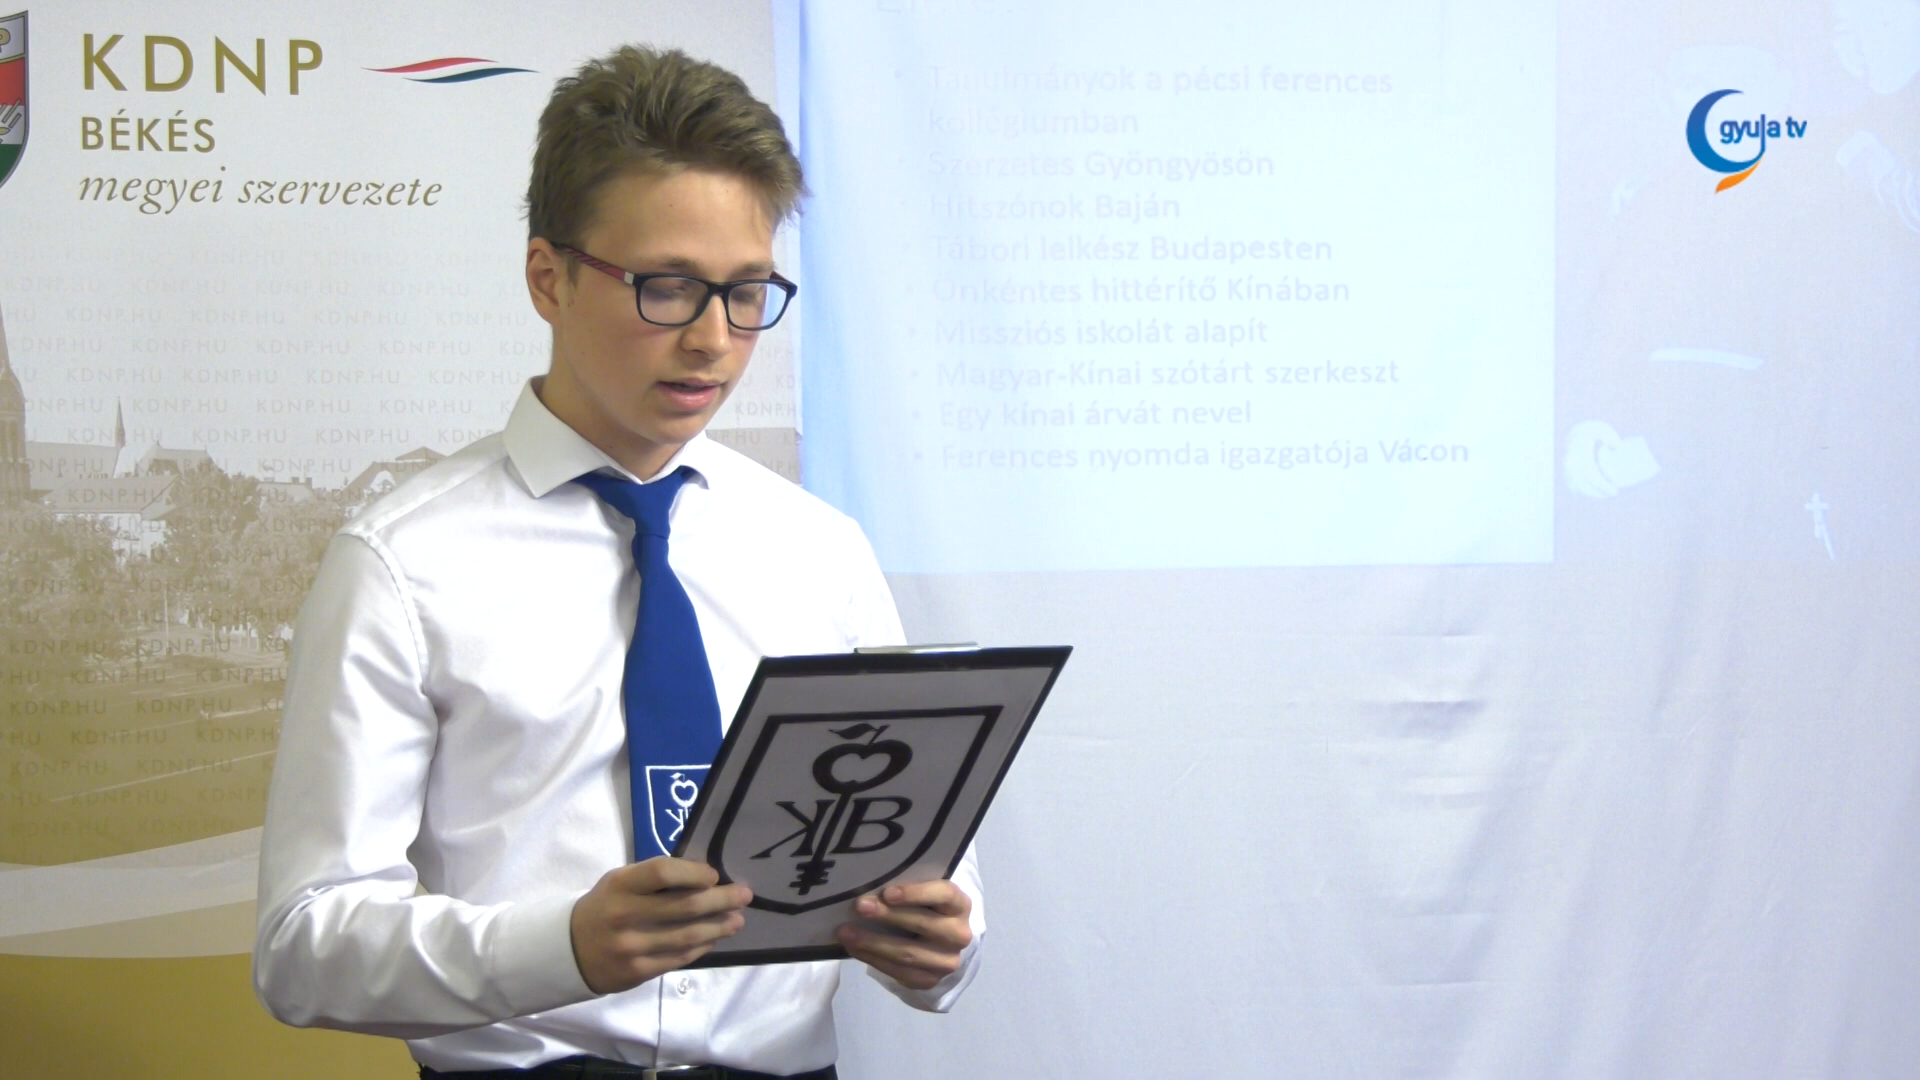 KDNP
BÉKÉS
megyei szervezete
gyula tv
Tanulmányok a pécsi ferences
kollégiumban
Szerzetes Gyöngyösön
Hitszónok Baján
Tábori lelkész Budapesten
Önkéntes hittérítő Kínában
Missziós iskolát alapít
Magyar-Kínai szótárt szerkeszt
Egy kínai árvát nevel
Ferences nyomda igazgatója Vácon
KDNP.HU KDNP.HU KDNP.HU KDNP.HU
K B